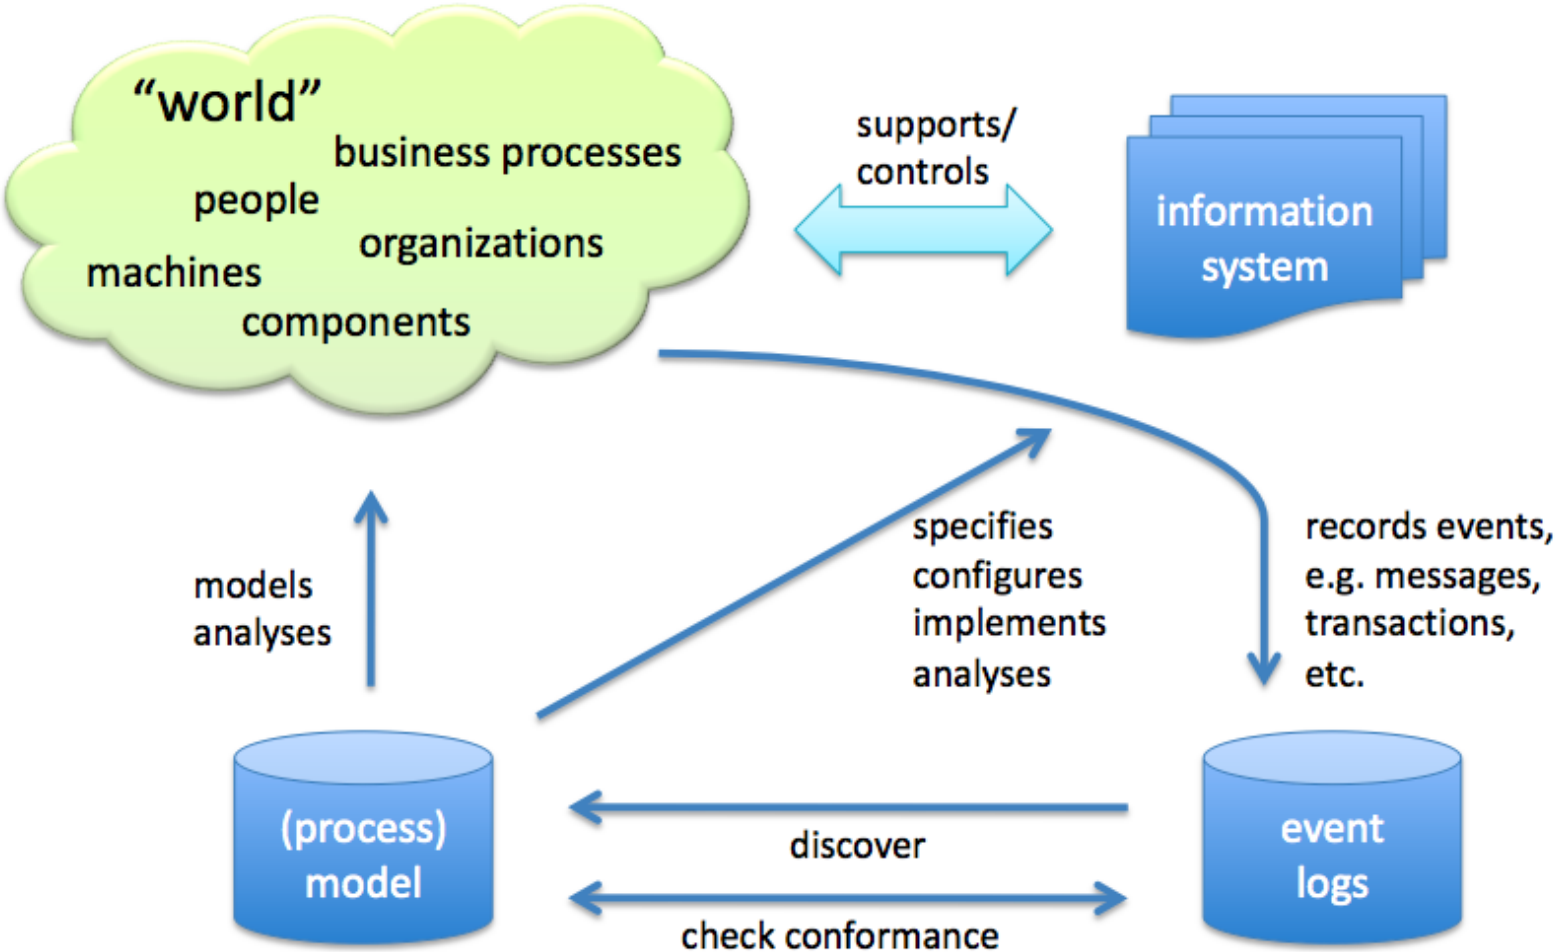 “world”
business processes
people
organizations
machines
components
supports/
controls
information
system
models
analyses
specifies
configures
implements
analyses
records events,
e.g. messages,
transactions,
etc.
(process)
model
discover
check conformance
event
logs